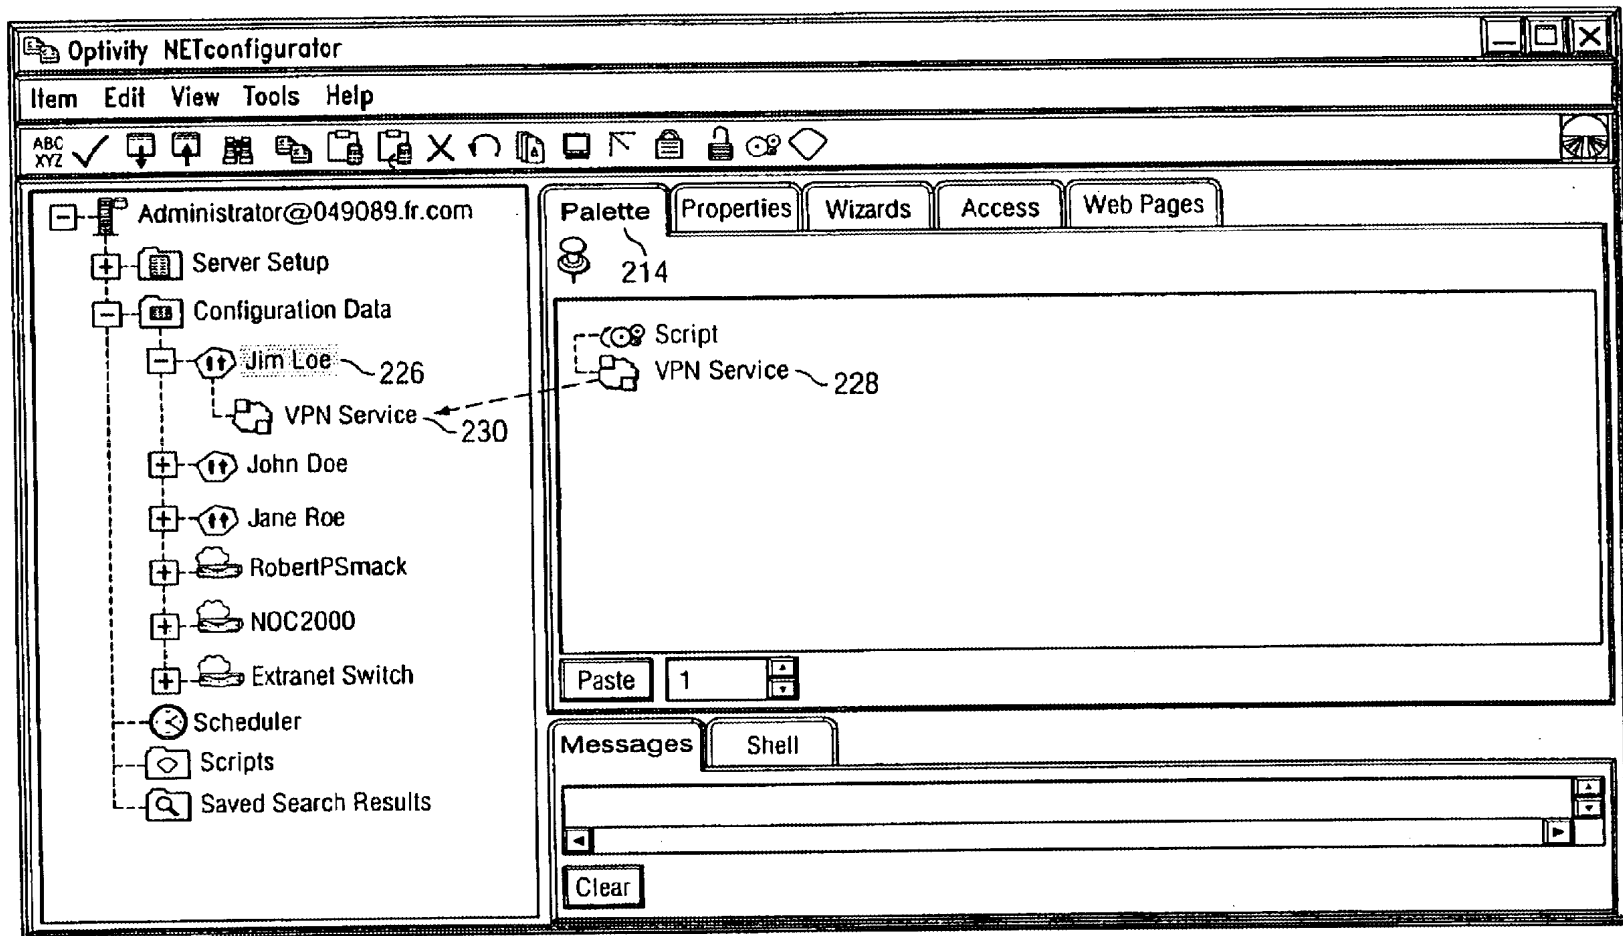 Optivity NETconfigurator
Item Edit View Tools Help
ABC
XYZ
Administrator@049089.fr.com
Server Setup
Configuration Data
Jim Loe 226
VPN Service 230
John Doe
Jane Roe
RobertPSmack
NOC2000
Extranet Switch
Scheduler
Scripts
Saved Search Results
Palette Properties Wizards Access Web Pages
214
Script
VPN Service 228
Paste 1
Messages Shell
Clear